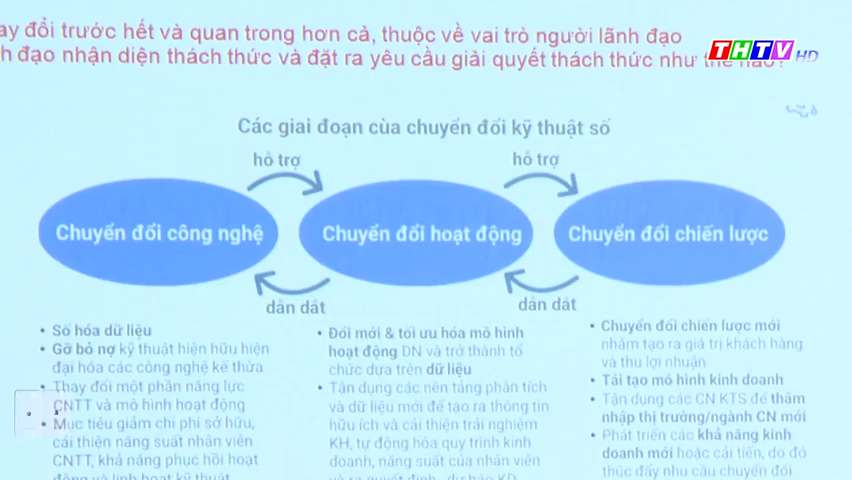 ay đổi trước hết và quan trong hơn cả, thuộc về vai trò người lãnh đạo
h đạo nhận diện thách thức và đặt ra yêu cầu giải quyết thách thức như thế nào?
THTV HD
Các giai đoạn của chuyển đổi kỹ thuật số
hỗ trợ
hỗ trợ
Chuyển đổi công nghệ
Chuyển đổi hoạt động
Chuyển đổi chiến lược
dẫn dắt
dẫn dắt
• Số hóa dữ liệu
• Gỡ bỏ nợ kỹ thuật hiện hữu hiện
đại hóa các công nghệ kế thừa
• Thay đổi một phần năng lực
CNTT và mô hình hoạt động
• Mục tiêu giảm chi phí sở hữu,
cải thiện năng suất nhân viên
CNTT, khả năng phục hồi hoạt
động và linh hoạt kỹ thuật
• Đổi mới & tối ưu hóa mô hình
hoạt động DN và trở thành tổ
chức dựa trên dữ liệu
• Tận dụng các nền tảng phân tích
và dữ liệu mới để tạo ra thông tin
hữu ích và cải thiện trải nghiệm
KH, tự động hóa quy trình kinh
doanh, năng suất của nhân viên
và ra quyết định, dự báo KD
• Chuyển đổi chiến lược mới
nhằm tạo ra giá trị khách hàng
và thu lợi nhuận
• Tái tạo mô hình kinh doanh
• Tận dụng các CN KTS để thâm
nhập thị trường/ngành CN mới
• Phát triển các khả năng kinh
doanh mới hoặc cải tiến, do đó
thúc đẩy nhu cầu chuyển đổi